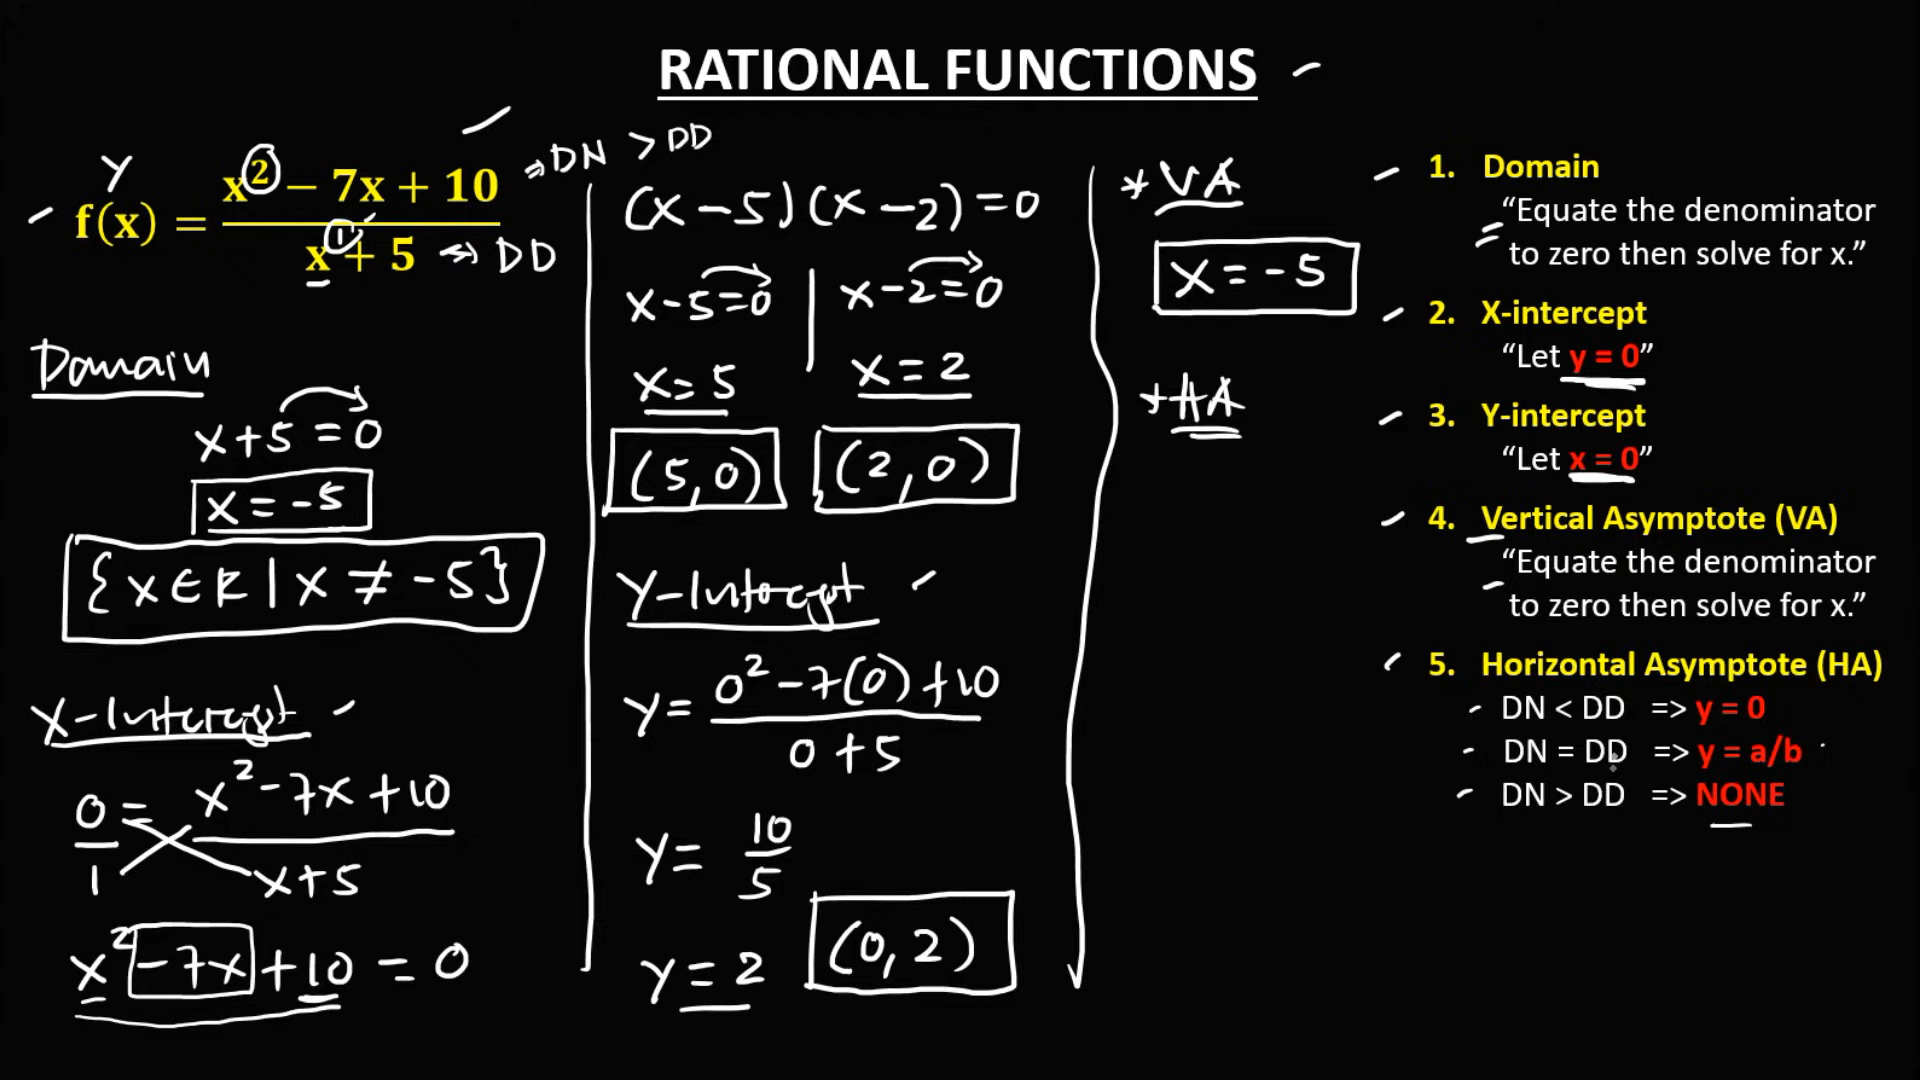 RATIONAL FUNCTIONS
Y
f(x) = x² − 7x + 10 / x¹ + 5
⇒ DN > DD
⇒ DD
Domain
x+5=0
x = -5
{x ∈ R | x ≠ -5}
X-Intercept
0/1 = x²-7x+10 / x+5
x²-7x+10=0
(x-5)(x-2)=0
x-5=0 | x-2=0
x=5 x=2
(5,0) (2,0)
Y-Intercept
y= 0²-7(0)+10 / 0+5
y= 10/5
y=2 (0,2)
*VA
x=-5
*HA
1. Domain
“Equate the denominator
to zero then solve for x.”
2. X-intercept
“Let y = 0”
3. Y-intercept
“Let x = 0”
4. Vertical Asymptote (VA)
“Equate the denominator
to zero then solve for x.”
5. Horizontal Asymptote (HA)
DN < DD => y = 0
DN = DD => y = a/b
DN > DD => NONE